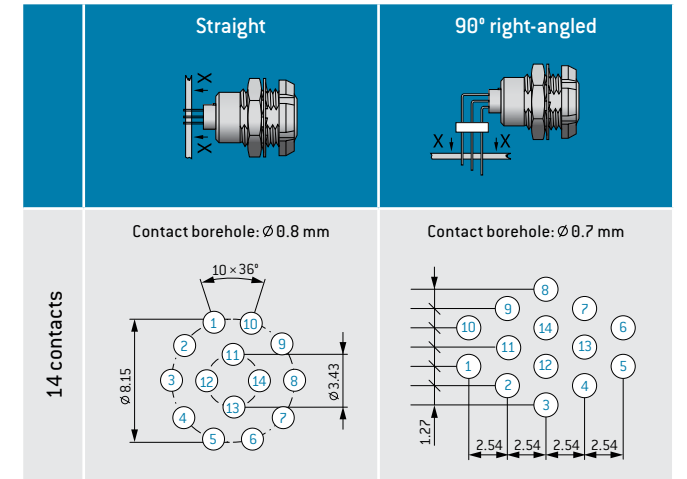 Straight
90° right-angled
X
X
X
X
14 contacts
Contact borehole: Ø 0.8 mm
10 × 36°
1
10
2
9
11
3
12
14
8
13
4
7
5
6
Ø 8.15
Ø 3.43
Contact borehole: Ø 0.7 mm
8
9
7
10
14
6
11
13
1
12
5
2
4
3
1.27
2.54
2.54
2.54
2.54